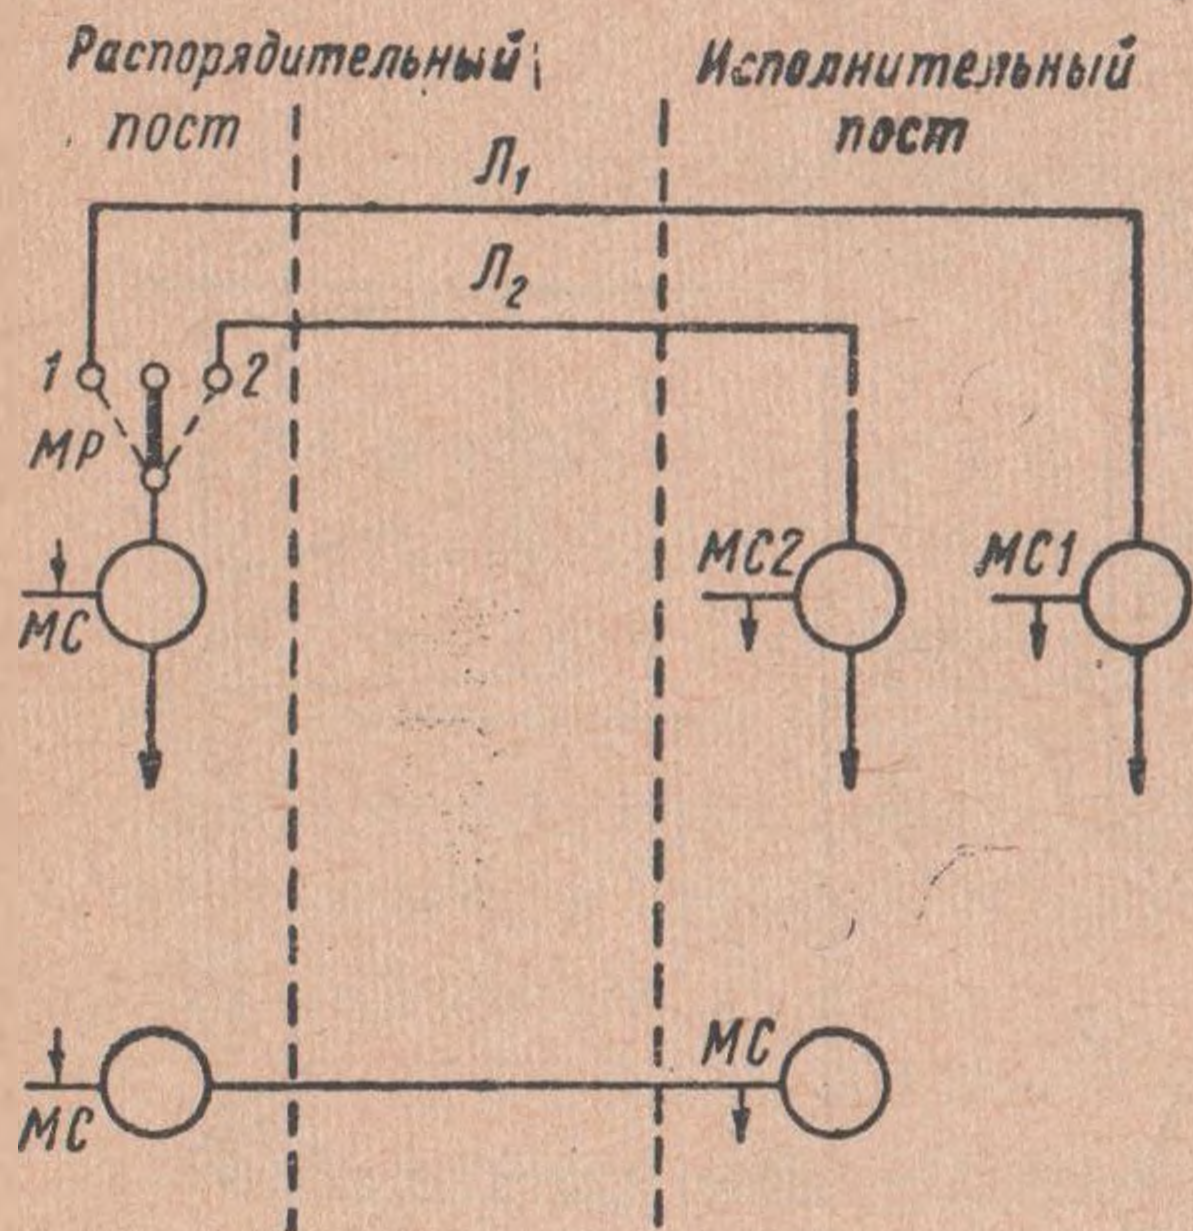 Распорядительный
пост
Исполнительный
пост
Л₁
Л₂
1
2
МР
МС
МС2
МС1
МС
МС